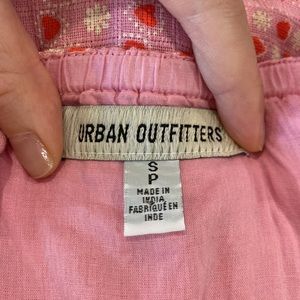 URBAN OUTFITTERS
S
P
MADE IN
INDIA
FABRIQUÉ EN
INDE